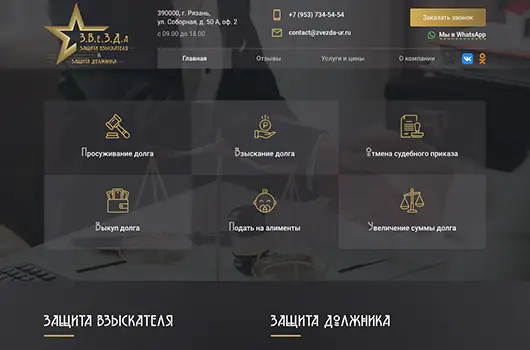 З.В.е.З.Д.а
ЗАЩИТА ВЗЫСКАТЕЛЯ
&
ЗАЩИТА ДОЛЖНИКА
390000, г. Рязань,
ул. Соборная, д. 50 А, оф. 2
с 09.00 до 18.00
+7 (953) 734-54-54
contact@zvezda-ur.ru
Заказать звонок
Мы в WhatsApp
Главная
Отзывы
Услуги и цены
О компании
Просуживание долга
Взыскание долга
Отмена судебного приказа
Выкуп долга
Подать на алименты
Увеличение суммы долга
ЗАЩИТА ВЗЫСКАТЕЛЯ
ЗАЩИТА ДОЛЖНИКА